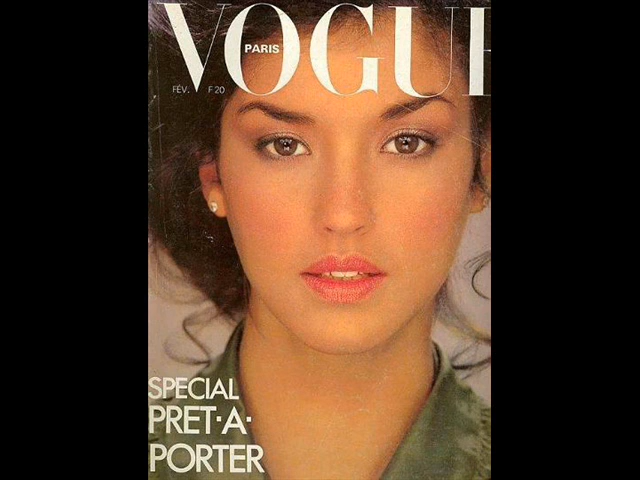 VOGUE
PARIS
FÉV. F 20
SPECIAL
PRET-A-
PORTER